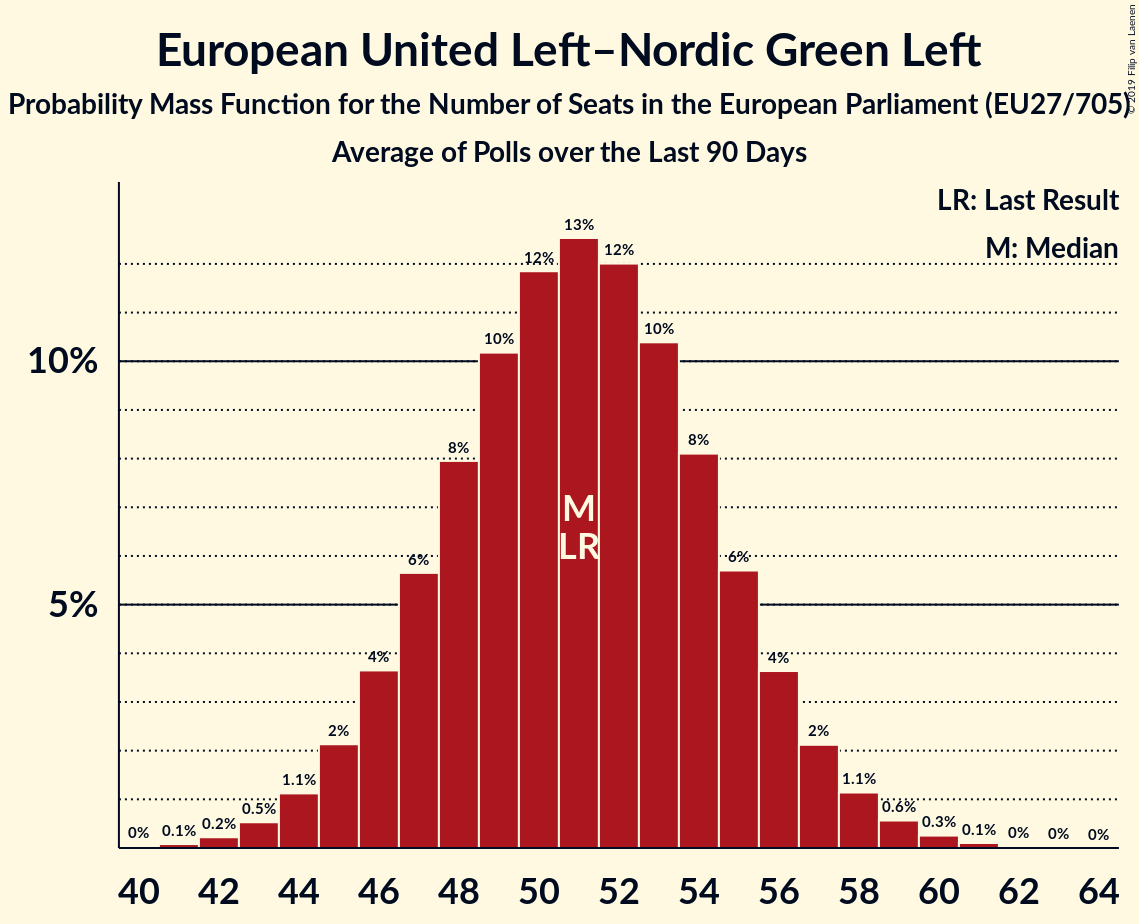 European United Left–Nordic Green Left
Probability Mass Function for the Number of Seats in the European Parliament (EU27/705)
Average of Polls over the Last 90 Days
© 2019 Filip van Laenen
LR: Last Result
M: Median
10%
5%
0% 0.1% 0.2% 0.5% 1.1% 2% 4% 6% 8% 10% 12% 13% 12% 10% 8% 6% 4% 2% 1.1% 0.6% 0.3% 0.1% 0% 0% 0%
M
LR
40 42 44 46 48 50 52 54 56 58 60 62 64